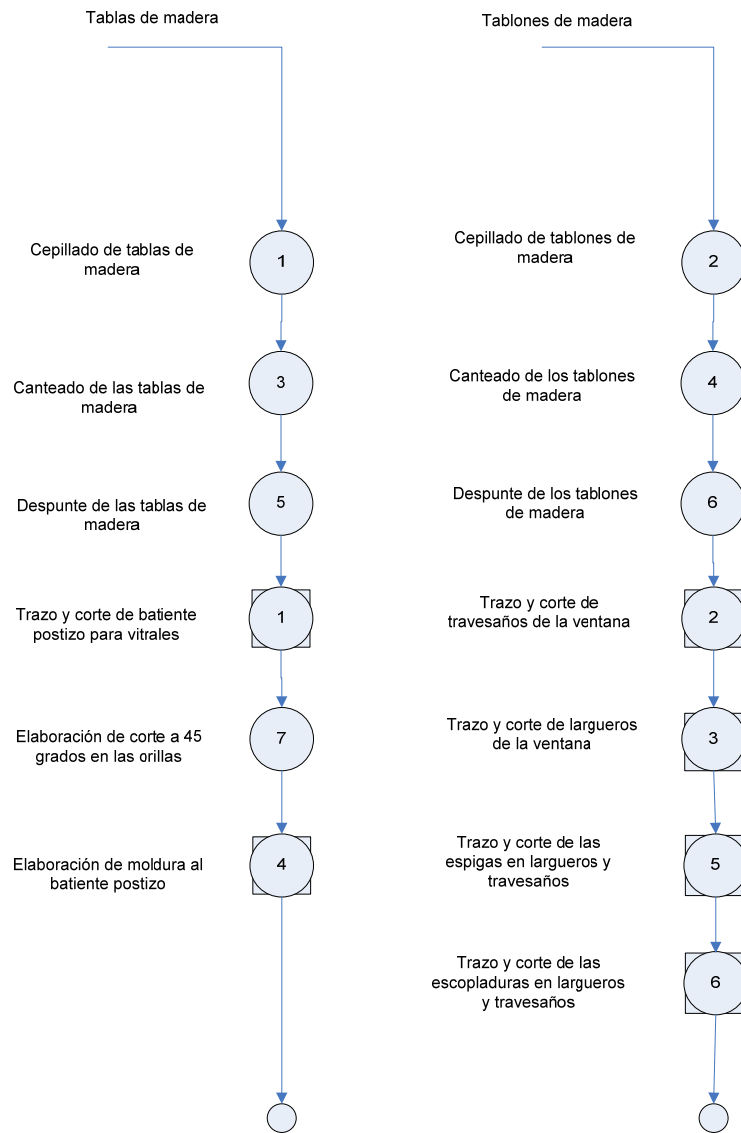 Tablas de madera
Cepillado de tablas de
madera
1
Canteado de las tablas de
madera
3
Despunte de las tablas de
madera
5
Trazo y corte de batiente
postizo para vitrales
1
Elaboración de corte a 45
grados en las orillas
7
Elaboración de moldura al
batiente postizo
4
Tablones de madera
Cepillado de tablones de
madera
2
Canteado de los tablones
de madera
4
Despunte de los tablones
de madera
6
Trazo y corte de
travesaños de la ventana
2
Trazo y corte de largueros
de la ventana
3
Trazo y corte de las
espigas en largueros y
travesaños
5
Trazo y corte de las
escopladuras en largueros
y travesaños
6